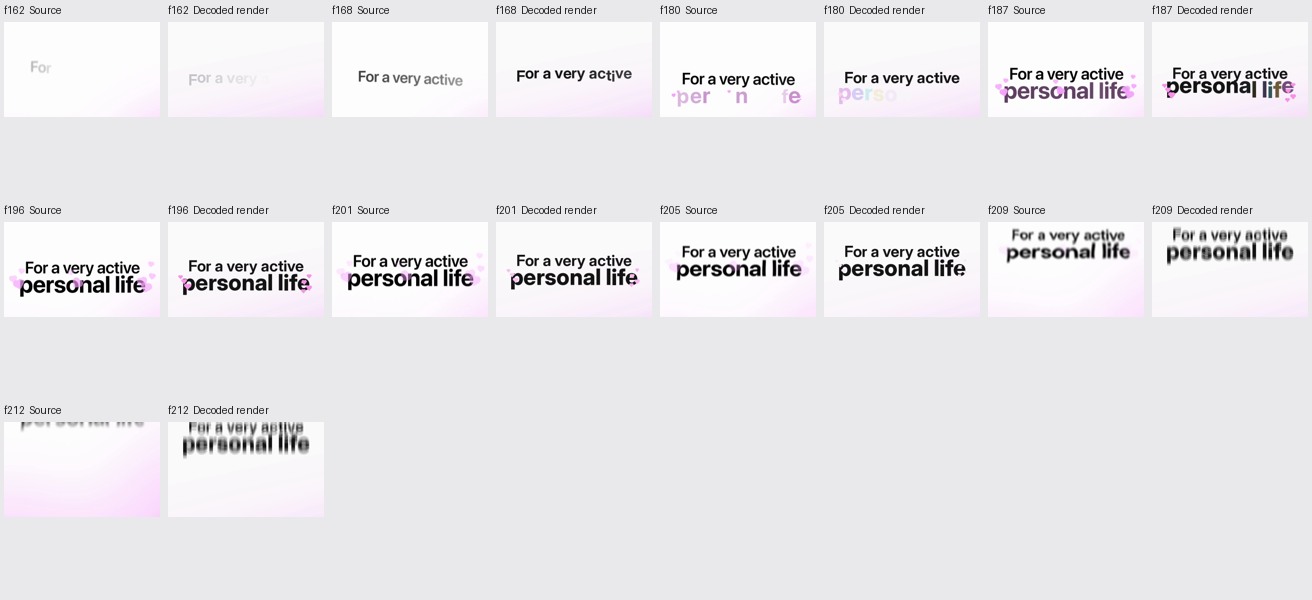 f162 Source
f162 Decoded render
f168 Source
f168 Decoded render
f180 Source
f180 Decoded render
f187 Source
f187 Decoded render
For
For a very
For a very active
For a very active
For a very active
per n fe
For a very active
perso
For a very active
personal life
For a very active
personal life
f196 Source
f196 Decoded render
f201 Source
f201 Decoded render
f205 Source
f205 Decoded render
f209 Source
f209 Decoded render
For a very active
personal life
For a very active
personal life
For a very active
personal life
For a very active
personal life
For a very active
personal life
For a very active
personal life
For a very active
personal life
For a very active
personal life
f212 Source
f212 Decoded render
personal life
For a very active
personal life